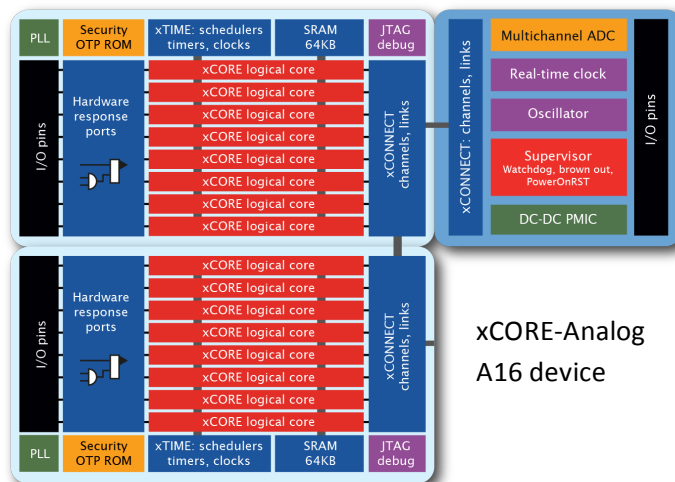 PLL
Security
OTP ROM
xTIME: schedulers
timers, clocks
SRAM
64KB
JTAG
debug
I/O pins
Hardware
response
ports
xCORE logical core
xCORE logical core
xCORE logical core
xCORE logical core
xCORE logical core
xCORE logical core
xCORE logical core
xCORE logical core
xCONNECT
channels, links
xCONNECT: channels, links
Multichannel ADC
Real-time clock
Oscillator
Supervisor
Watchdog, brown out,
PowerOnRST
DC-DC PMIC
I/O pins
I/O pins
Hardware
response
ports
xCORE logical core
xCORE logical core
xCORE logical core
xCORE logical core
xCORE logical core
xCORE logical core
xCORE logical core
xCORE logical core
xCONNECT
channels, links
PLL
Security
OTP ROM
xTIME: schedulers
timers, clocks
SRAM
64KB
JTAG
debug
xCORE-Analog
A16 device